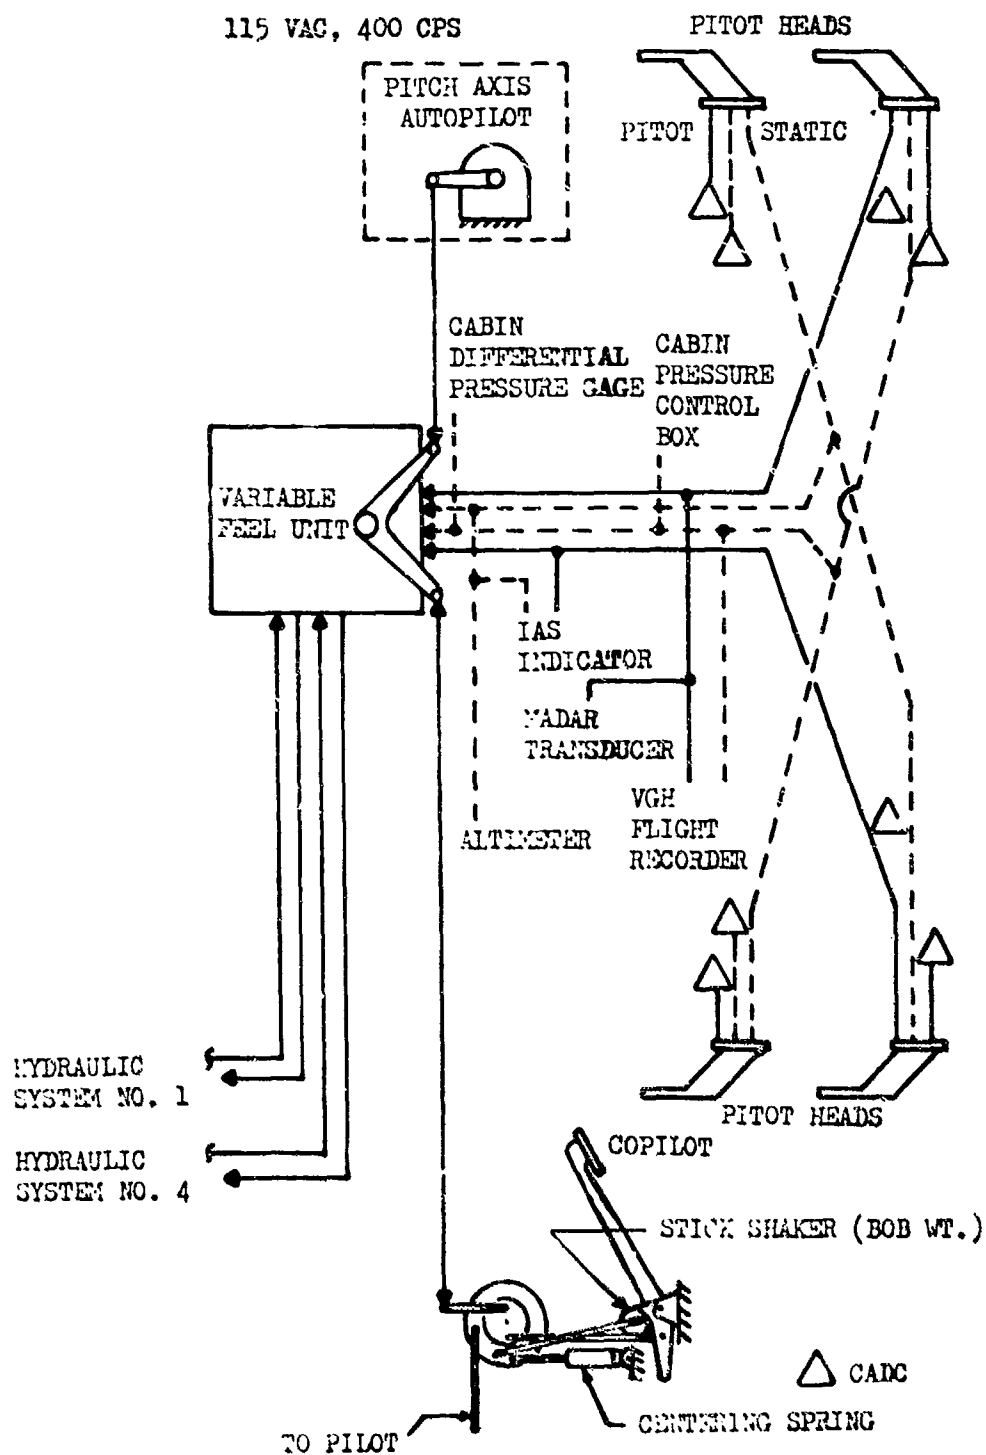 115 VAC, 400 CPS
PITOT HEADS
PITCH AXIS
AUTOPILOT
PITOT
STATIC
CABIN
DIFFERENTIAL
PRESSURE GAGE
CABIN
PRESSURE
CONTROL
BOX
VARIABLE
FEEL UNIT
IAS
INDICATOR
MADAR
TRANSDUCER
VGH
FLIGHT
RECORDER
ALTIMETER
HYDRAULIC
SYSTEM NO. 1
HYDRAULIC
SYSTEM NO. 4
PITOT HEADS
COPILOT
STICK SHAKER (BOB WT.)
CADC
CENTERING SPRING
TO PILOT